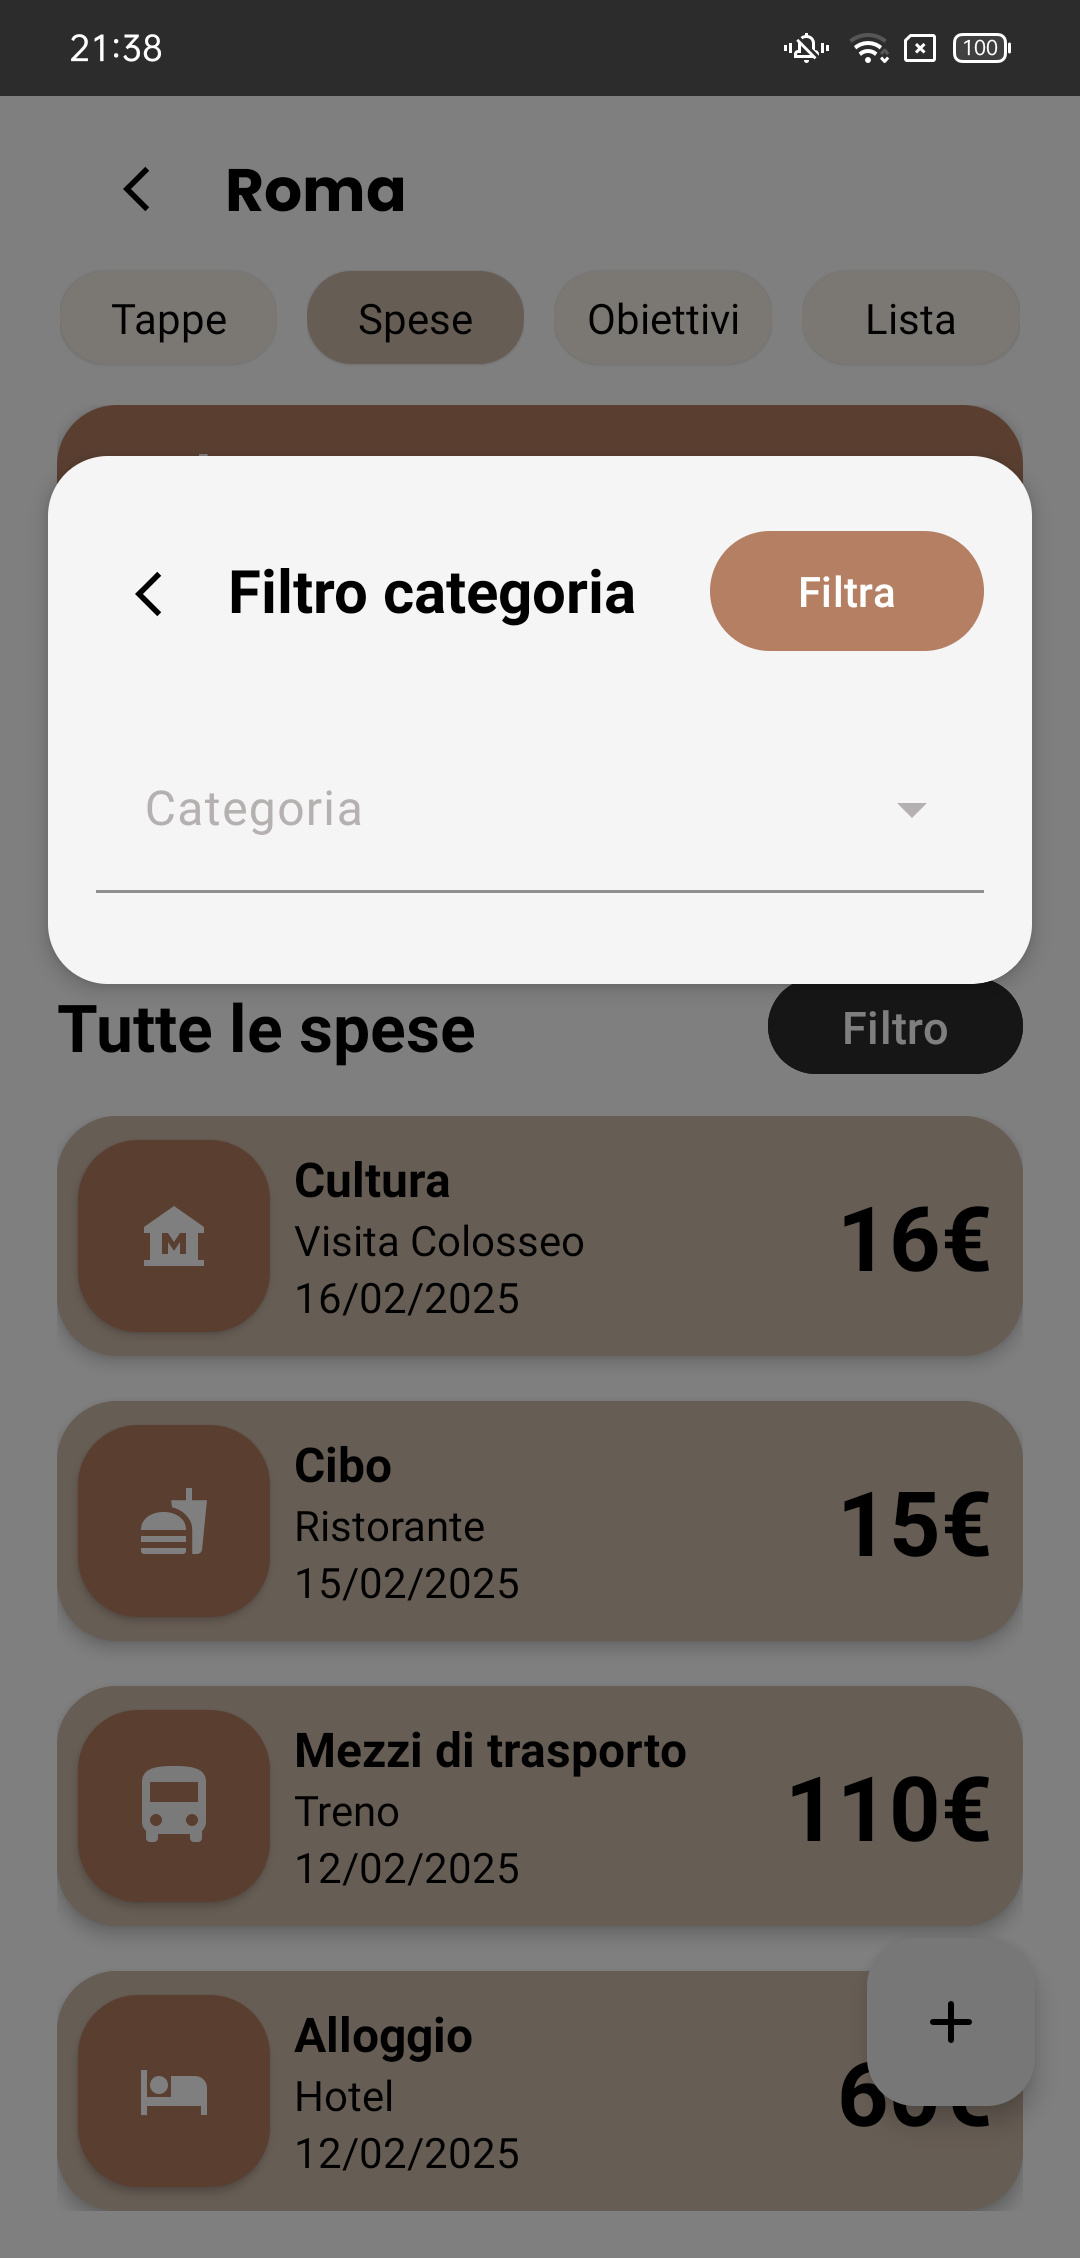 21:38
100
Roma
Tappe
Spese
Obiettivi
Lista
Filtro categoria
Filtra
Categoria
Tutte le spese
Filtro
Cultura
Visita Colosseo
16/02/2025
16€
M
Cibo
Ristorante
15/02/2025
15€
Mezzi di trasporto
Treno
12/02/2025
110€
Alloggio
Hotel
12/02/2025